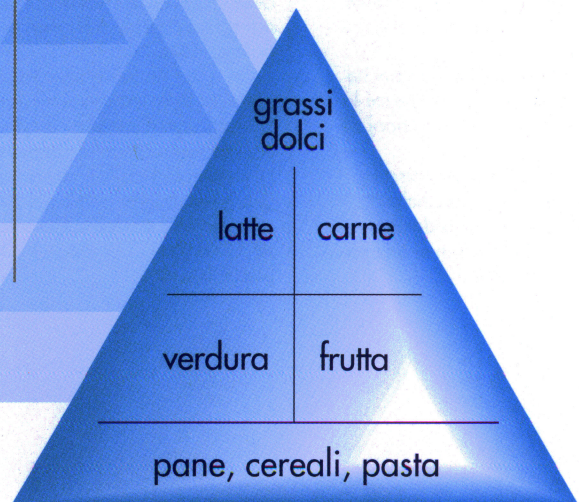 grassi
dolci
latte
carne
verdura
frutta
pane, cereali, pasta